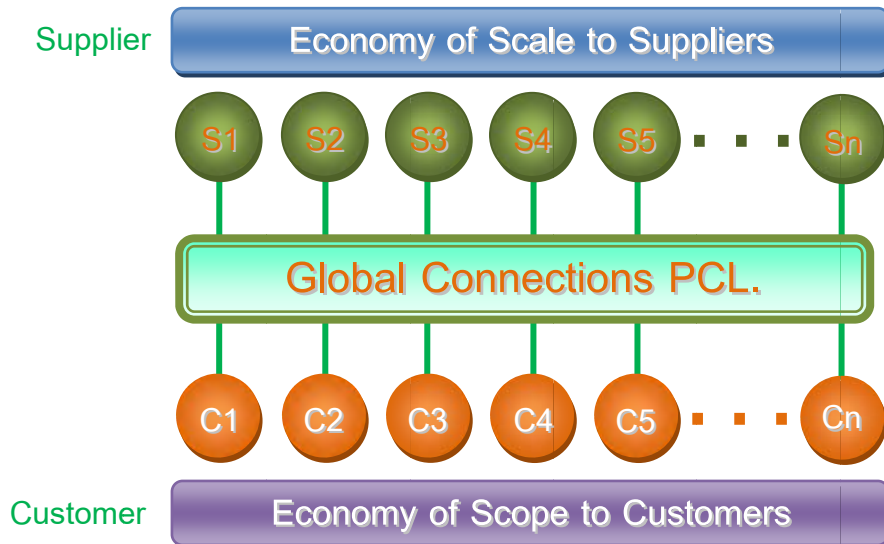 Supplier Economy of Scale to Suppliers
S1 S2 S3 S4 S5 Sn
Global Connections PCL.
C1 C2 C3 C4 C5 Cn
Customer Economy of Scope to Customers